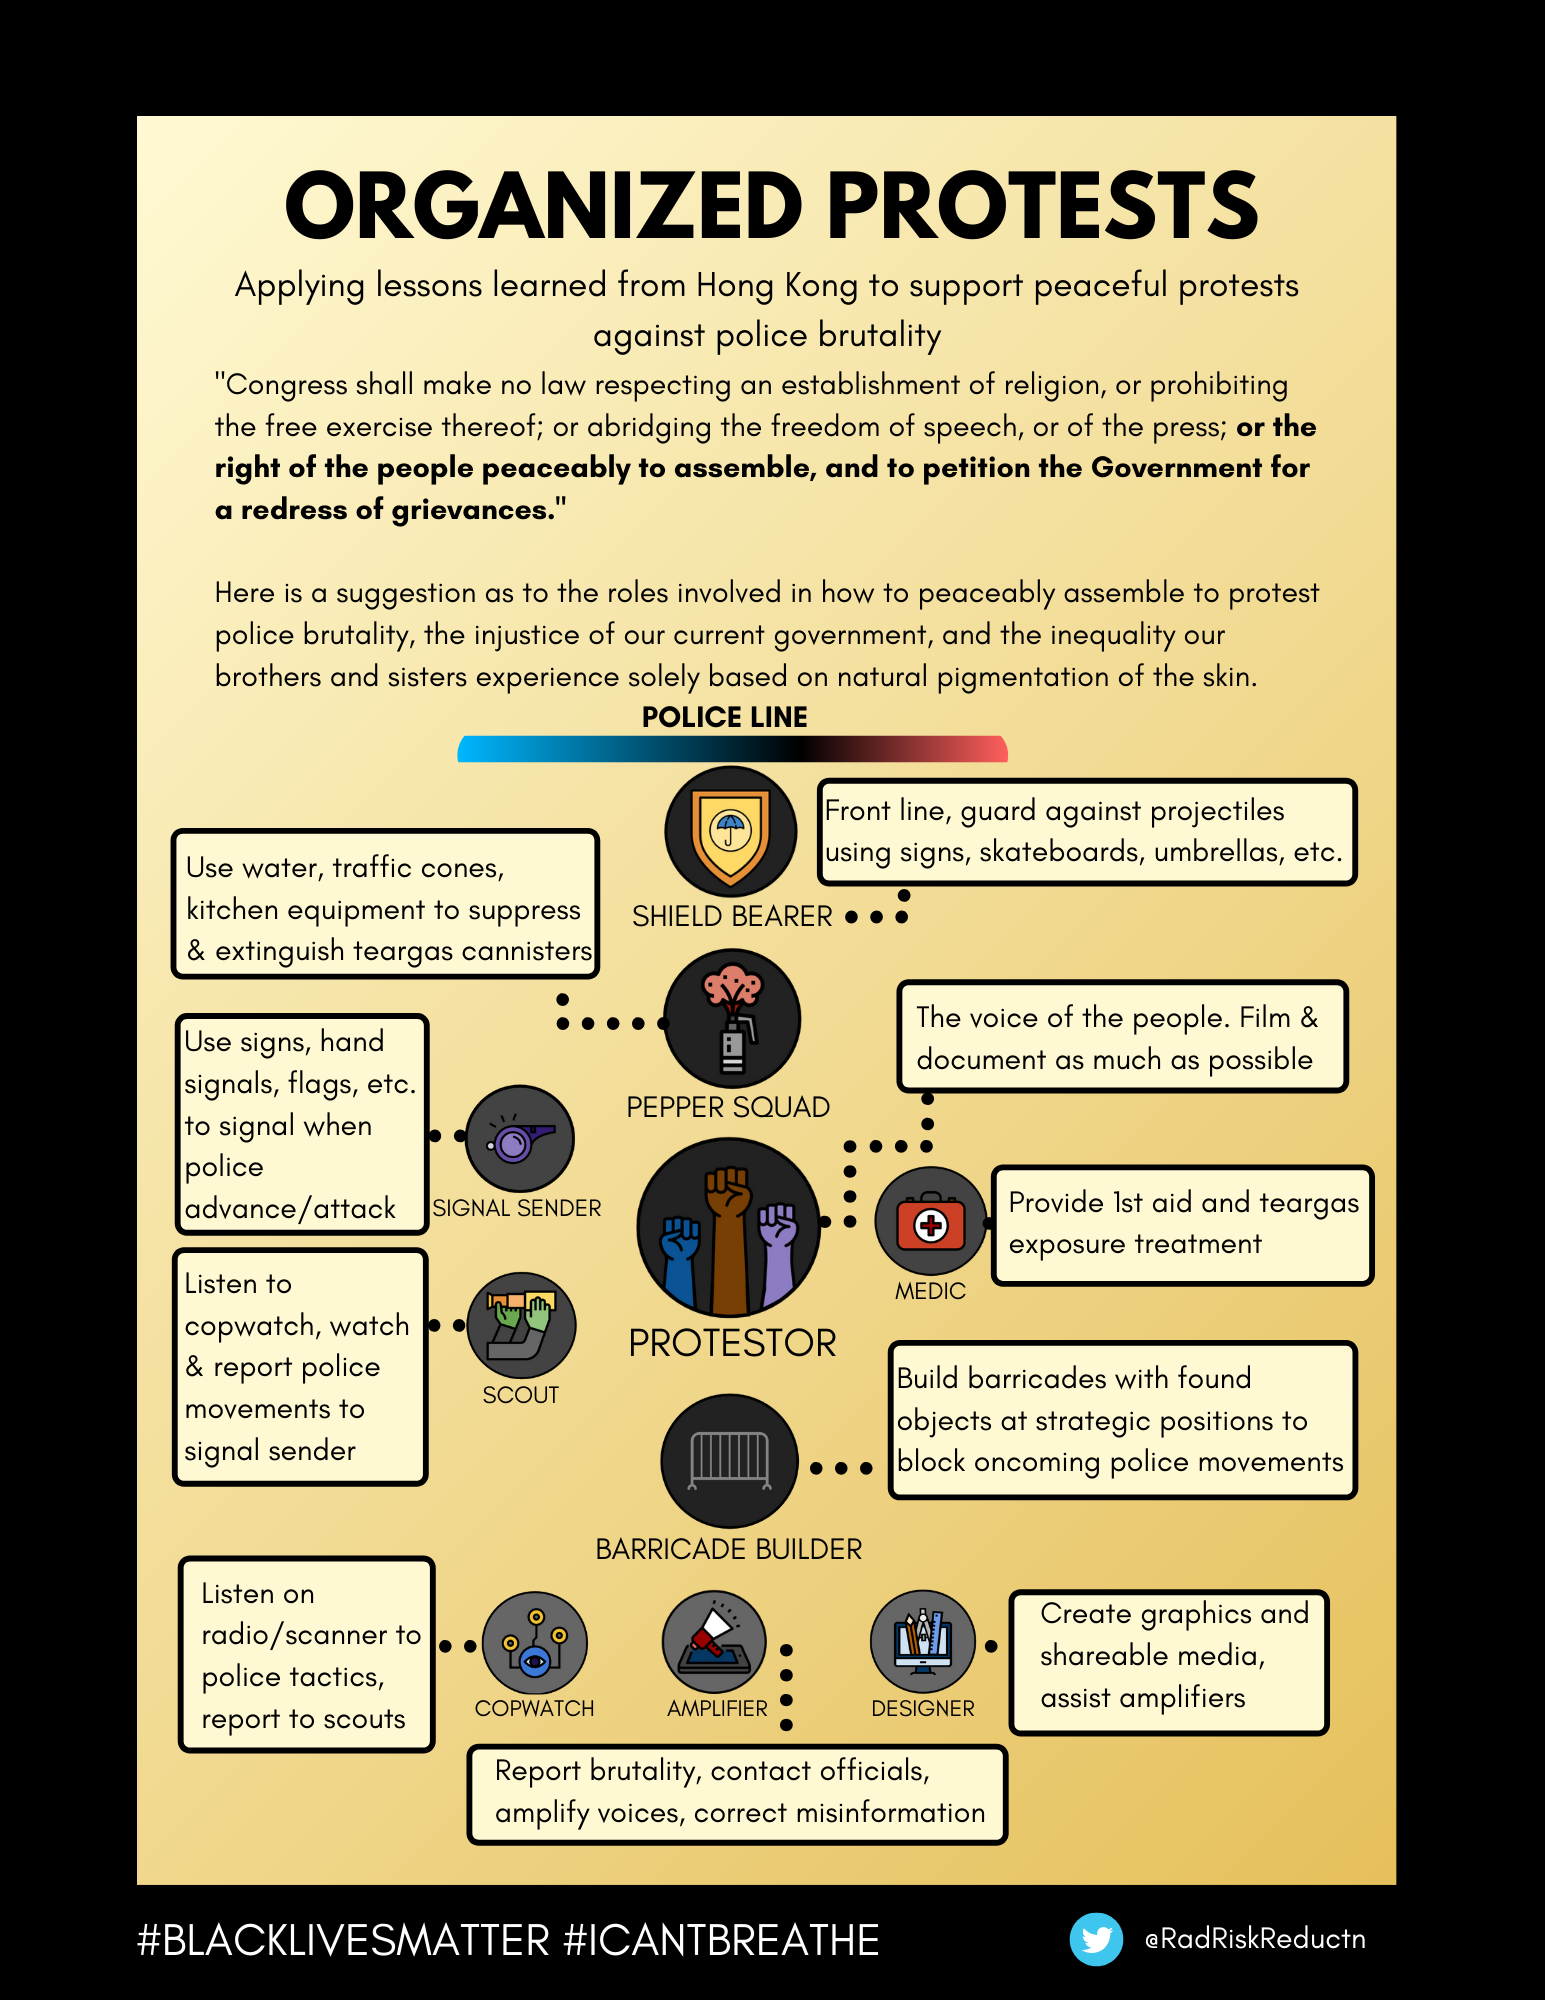 ORGANIZED PROTESTS
Applying lessons learned from Hong Kong to support peaceful protests
against police brutality
"Congress shall make no law respecting an establishment of religion, or prohibiting
the free exercise thereof; or abridging the freedom of speech, or of the press; or the
right of the people peaceably to assemble, and to petition the Government for
a redress of grievances."
Here is a suggestion as to the roles involved in how to peaceably assemble to protest
police brutality, the injustice of our current government, and the inequality our
brothers and sisters experience solely based on natural pigmentation of the skin.
POLICE LINE
Front line, guard against projectiles
using signs, skateboards, umbrellas, etc.
SHIELD BEARER
Use water, traffic cones,
kitchen equipment to suppress
& extinguish teargas cannisters
PEPPER SQUAD
The voice of the people. Film &
document as much as possible
Use signs, hand
signals, flags, etc.
to signal when
police
advance/attack
SIGNAL SENDER
Provide 1st aid and teargas
exposure treatment
MEDIC
PROTESTOR
Listen to
copwatch, watch
& report police
movements to
signal sender
SCOUT
Build barricades with found
objects at strategic positions to
block oncoming police movements
BARRICADE BUILDER
Listen on
radio/scanner to
police tactics,
report to scouts
COPWATCH
AMPLIFIER
DESIGNER
Create graphics and
shareable media,
assist amplifiers
Report brutality, contact officials,
amplify voices, correct misinformation
#BLACKLIVESMATTER #ICANTBREATHE
@RadRiskReductn